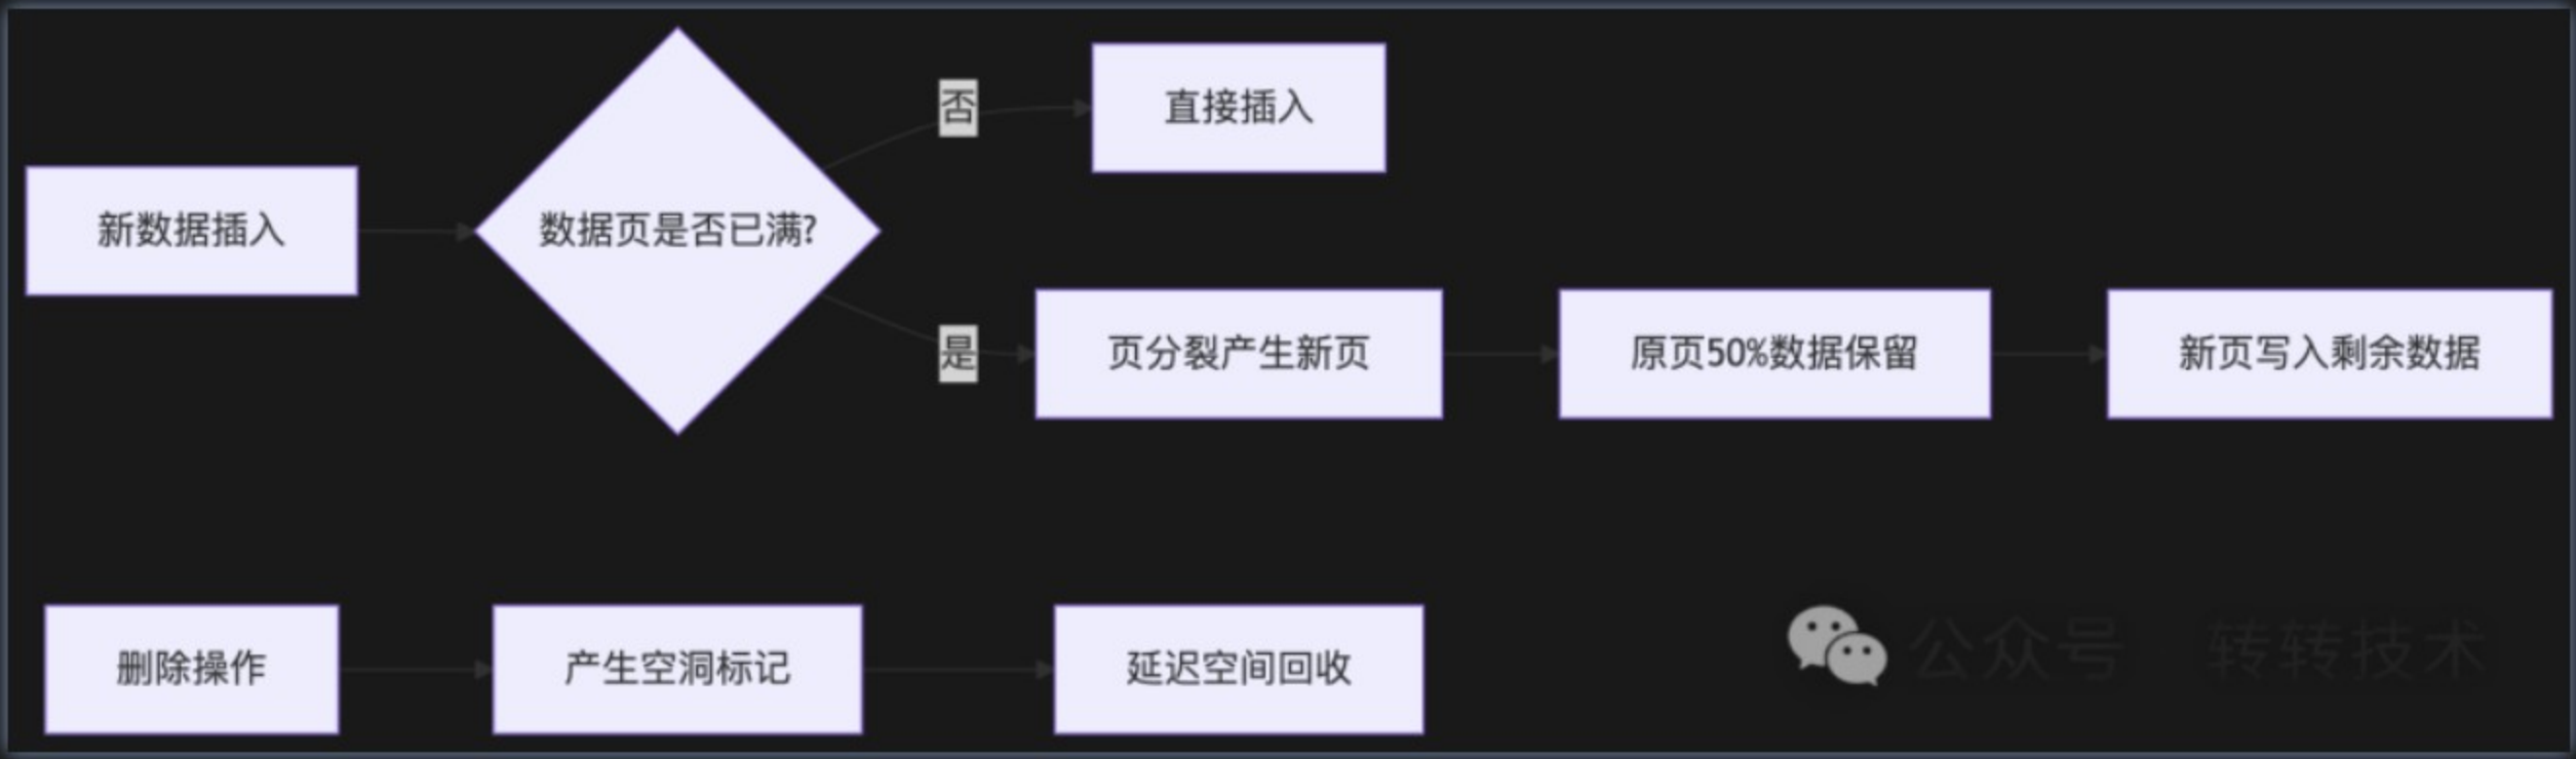 新数据插入
数据页是否已满?
否
直接插入
是
页分裂产生新页
原页50%数据保留
新页写入剩余数据
删除操作
产生空洞标记
延迟空间回收
公众号 转转技术